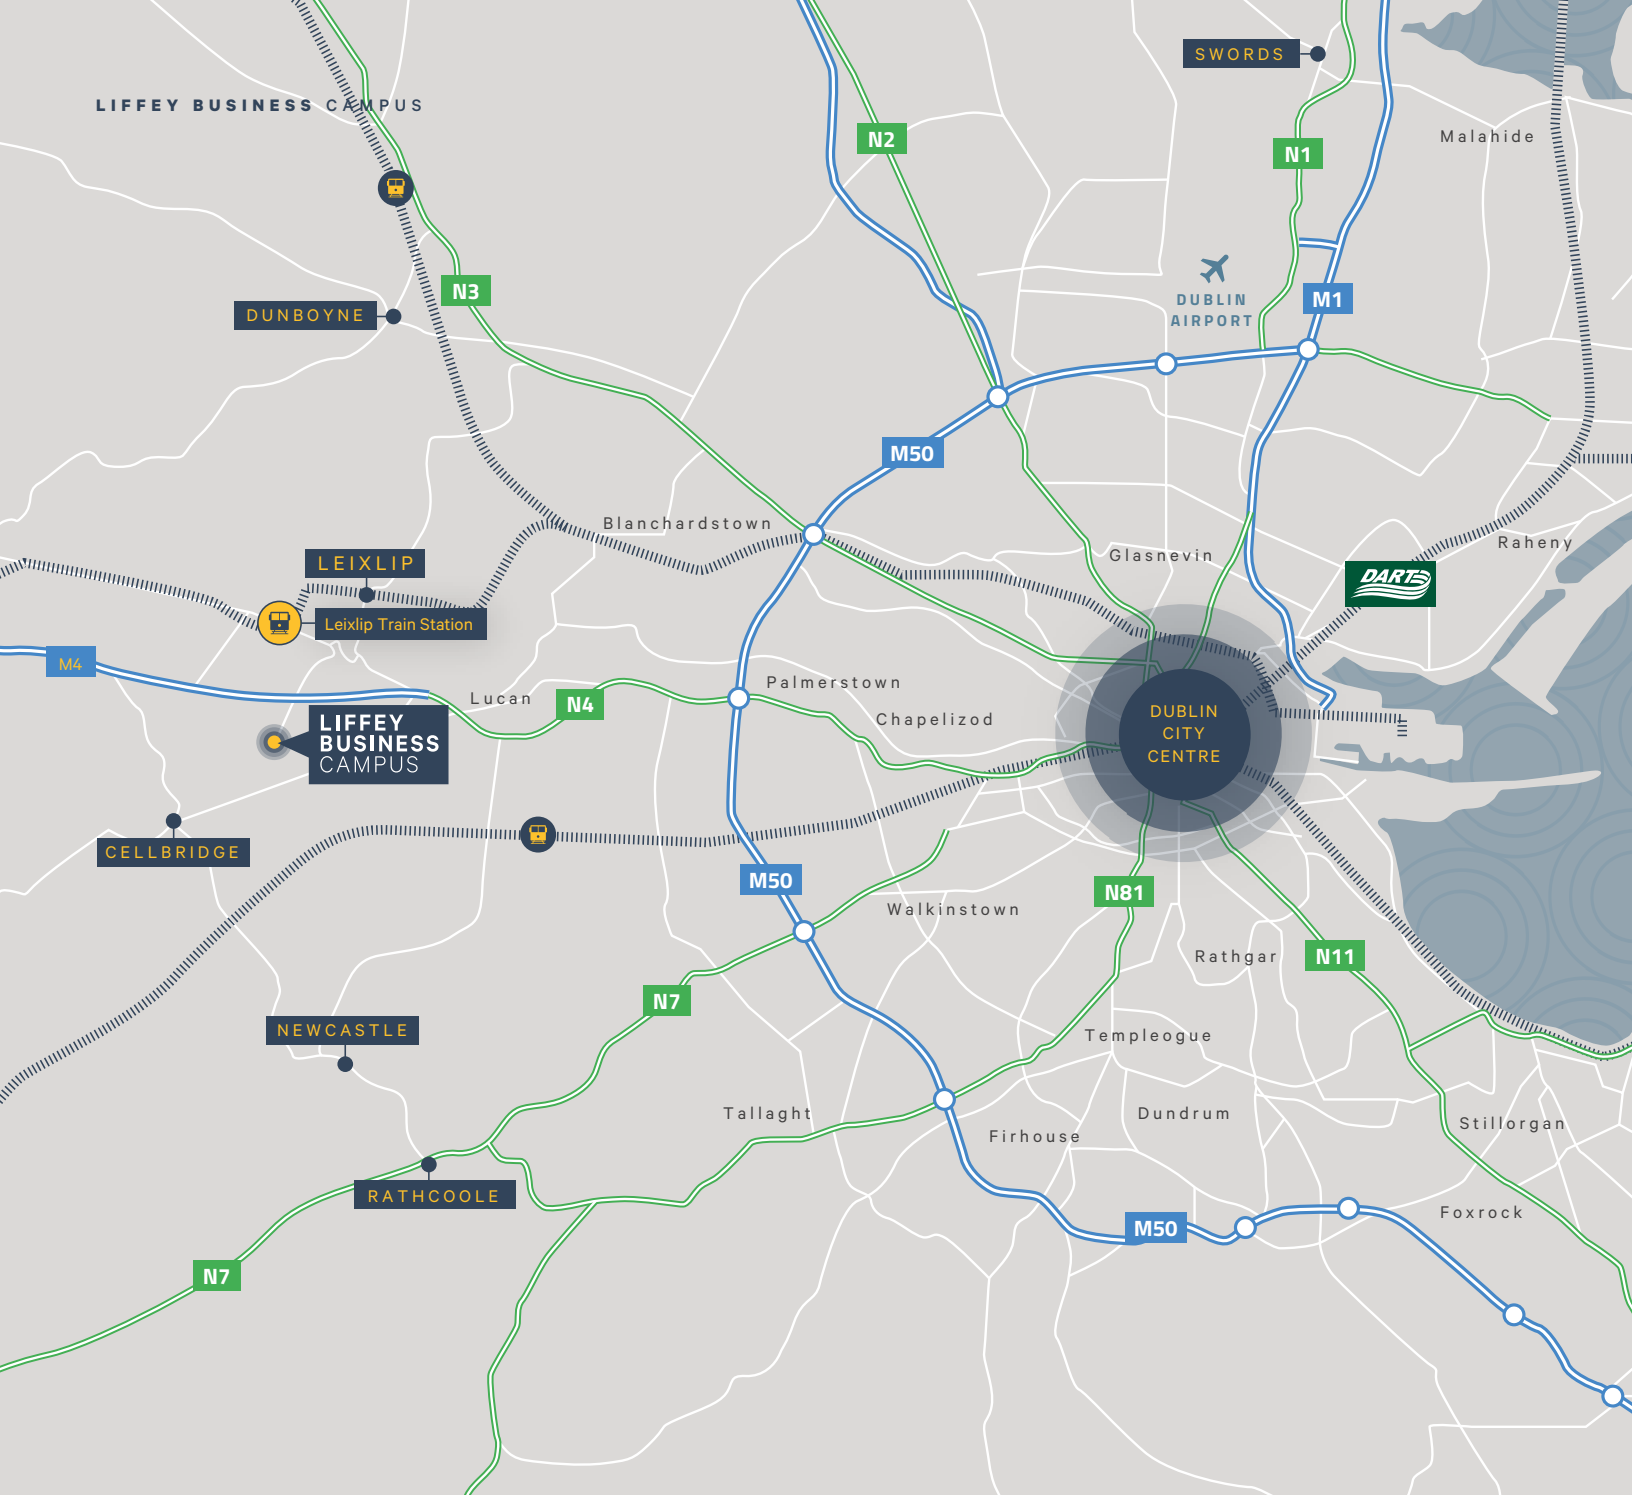 SWORDS
LIFFEY BUSINESS CAMPUS
Malahide
N2
N1
DUBLIN
AIRPORT
N3
M1
DUNBOYNE
M50
Blanchardstown
Glasnevin
Raheny
LEIXLIP
DART
Leixlip Train Station
M4
Lucan
N4
Palmerstown
Chapelizod
DUBLIN
CITY
CENTRE
LIFFEY
BUSINESS
CAMPUS
CELLBRIDGE
M50
N81
Walkinstown
Rathgar
N11
N7
NEWCASTLE
Templeogue
Tallaght
Dundrum
Stillorgan
Firhouse
RATHCOOLE
Foxrock
M50
N7